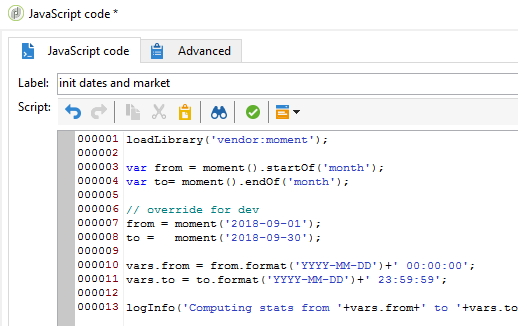 JavaScript code *
JavaScript code Advanced
Label: init dates and market
Script:
000001 loadLibrary('vendor:moment');
000002
000003 var from = moment().startOf('month');
000004 var to= moment().endOf('month');
000005
000006 // override for dev
000007 from = moment('2018-09-01');
000008 to =   moment('2018-09-30');
000009
000010 vars.from = from.format('YYYY-MM-DD')+' 00:00:00';
000011 vars.to = to.format('YYYY-MM-DD')+' 23:59:59';
000012
000013 logInfo('Computing stats from '+vars.from+' to '+vars.to